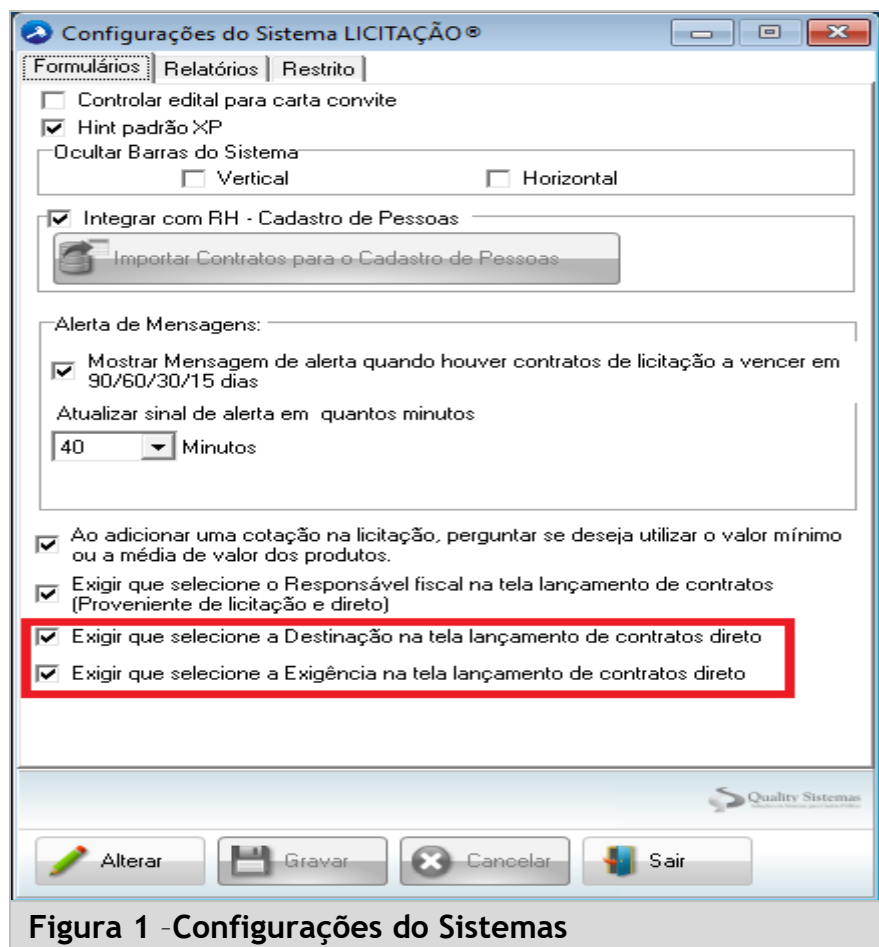 Configurações do Sistema LICITAÇÃO®
Formulários Relatórios Restrito
Controlar edital para carta convite
Hint padrão XP
Ocultar Barras do Sistema
Vertical Horizontal
Integrar com RH - Cadastro de Pessoas
Importar Contratos para o Cadastro de Pessoas
Alerta de Mensagens:
Mostrar Mensagem de alerta quando houver contratos de licitação a vencer em
90/60/30/15 dias
Atualizar sinal de alerta em quantos minutos
40 Minutos
Ao adicionar uma cotação na licitação, perguntar se deseja utilizar o valor mínimo
ou a média de valor dos produtos.
Exigir que selecione o Responsável fiscal na tela lançamento de contratos
(Proveniente de licitação e direto)
Exigir que selecione a Destinação na tela lançamento de contratos direto
Exigir que selecione a Exigência na tela lançamento de contratos direto
Quality Sistemas
Alterar Gravar Cancelar Sair
Figura 1 –Configurações do Sistemas